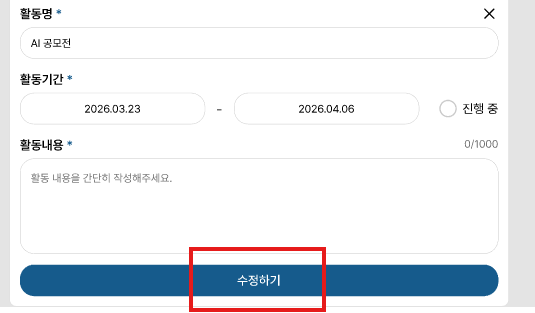 활동명 *
AI 공모전
활동기간 *
2026.03.23 - 2026.04.06 진행 중
활동내용 * 0/1000
활동 내용을 간단히 작성해주세요.
수정하기